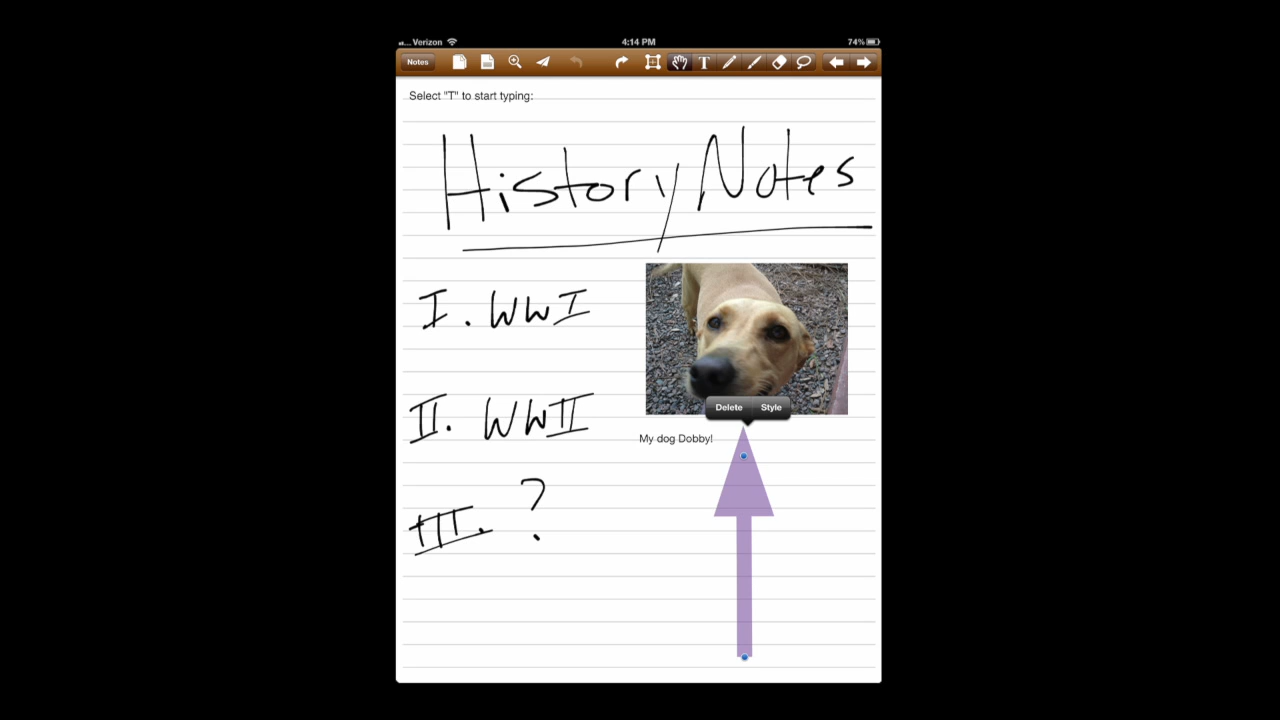 Verizon 4:14 PM 74%
Notes T
Select "T" to start typing:
History Notes
I. WWI
Delete Style
II. WWII
My dog Dobby!
III. ?